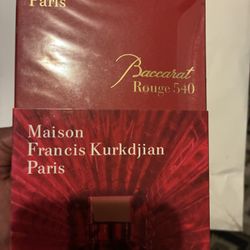 Paris
Baccarat
Rouge 540
Maison
Francis Kurkdjian
Paris